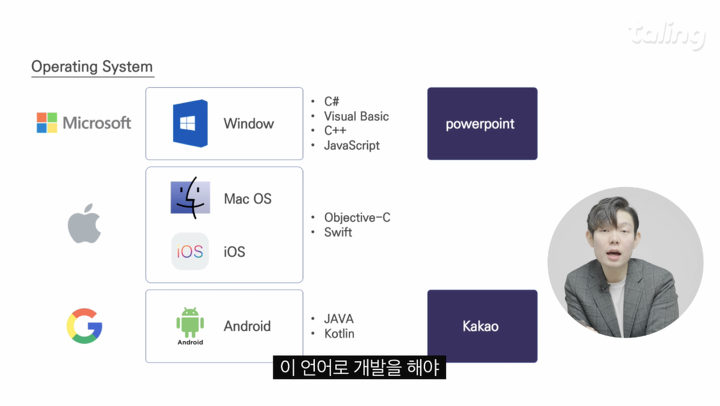 Taling
Operating System
Microsoft
Window
• C#
• Visual Basic
• C++
• JavaScript
powerpoint
Mac OS
iOS
iOS
• Objective-C
• Swift
Android
Android
• JAVA
• Kotlin
Kakao
이 언어로 개발을 해야